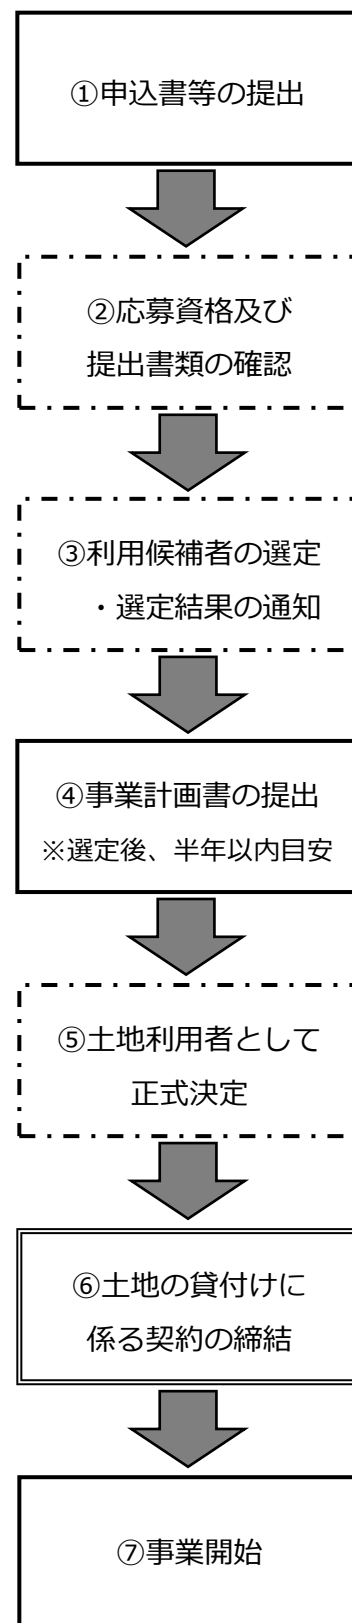 ①申込書等の提出
②応募資格及び
提出書類の確認
③利用候補者の選定
・選定結果の通知
④事業計画書の提出
※選定後、半年以内目安
⑤土地利用者として
正式決定
⑥土地の貸付けに
係る契約の締結
⑦事業開始